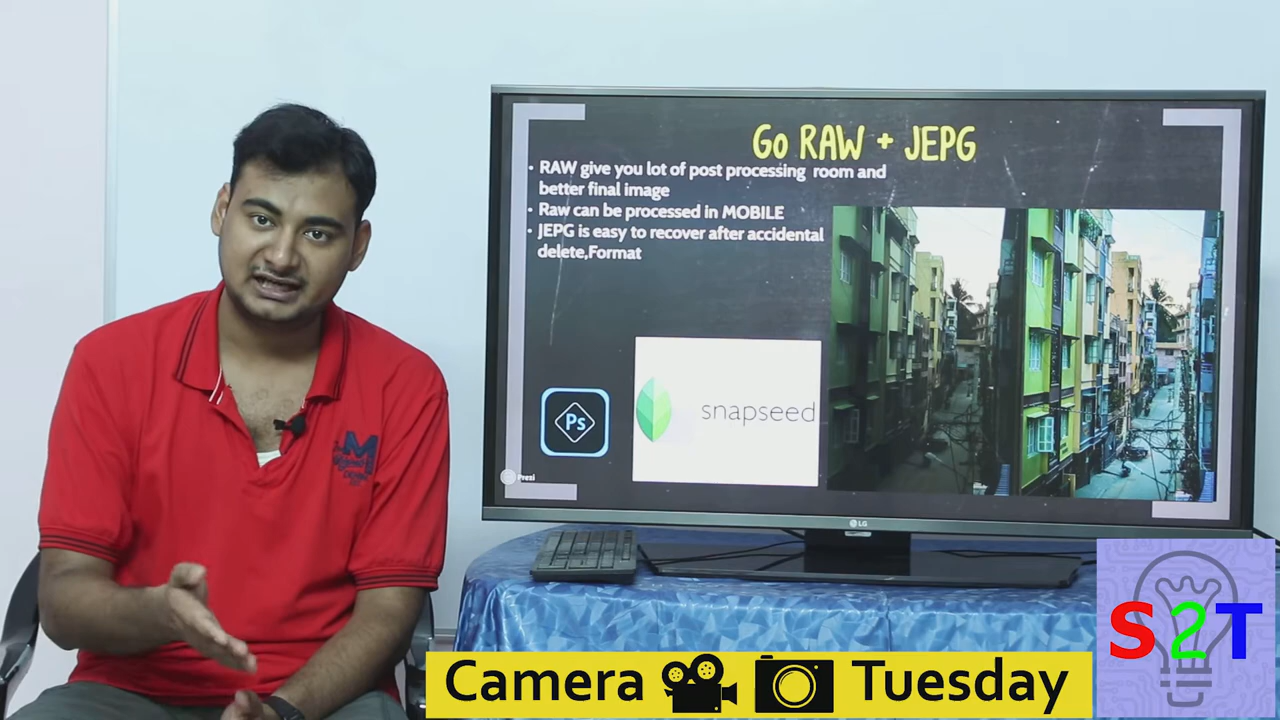 Go RAW + JEPG
• RAW give you lot of post processing room and
better final image
• Raw can be processed in MOBILE
• JEPG is easy to recover after accidental
delete,Format
Ps
snapseed
Prezi
LG
M
S2T
Camera Tuesday